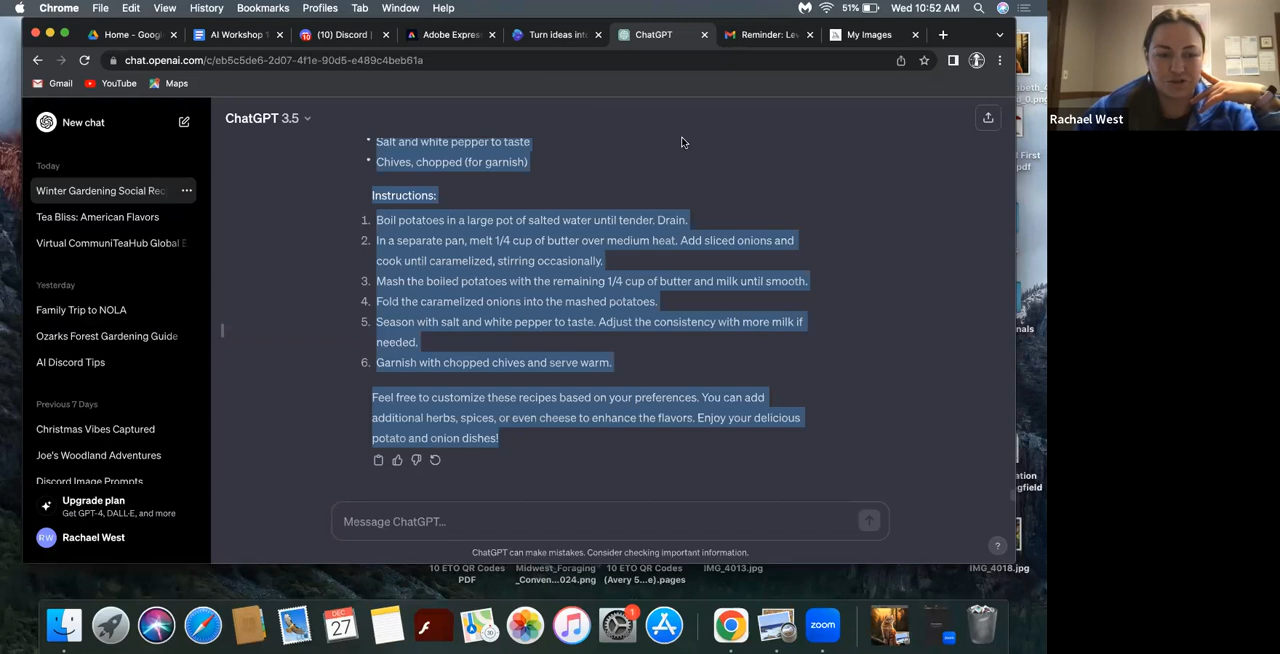 Chrome File Edit View History Bookmarks Profiles Tab Window Help 51% Wed 10:52 AM
Home - Google AI Workshop (10) Discord Adobe Express Turn ideas into ChatGPT Reminder: Le My Images
chat.openai.com/c/eb5c5de6-2d07-4f1e-90d5-e489c4beb61a
Gmail YouTube Maps
New chat
Today
Winter Gardening Social Rec
Tea Bliss: American Flavors
Virtual CommuniTeaHub Global E
Yesterday
Family Trip to NOLA
Ozarks Forest Gardening Guide
AI Discord Tips
Previous 7 Days
Christmas Vibes Captured
Joe's Woodland Adventures
Discord Image Prompts
Upgrade plan
Get GPT-4, DALL·E, and more
RW Rachael West
ChatGPT 3.5
• Salt and white pepper to taste
• Chives, chopped (for garnish)
Instructions:
1. Boil potatoes in a large pot of salted water until tender. Drain.
2. In a separate pan, melt 1/4 cup of butter over medium heat. Add sliced onions and
cook until caramelized, stirring occasionally.
3. Mash the boiled potatoes with the remaining 1/4 cup of butter and milk until smooth.
4. Fold the caramelized onions into the mashed potatoes.
5. Season with salt and white pepper to taste. Adjust the consistency with more milk if
needed.
6. Garnish with chopped chives and serve warm.
Feel free to customize these recipes based on your preferences. You can add
additional herbs, spices, or even cheese to enhance the flavors. Enjoy your delicious
potato and onion dishes!
Message ChatGPT...
ChatGPT can make mistakes. Consider checking important information.
?
Rachael West
First
pdf
nals
ation
gfield
10 ETO QR Codes
PDF
Midwest_Foraging
_Conven...024.png
10 ETO QR Codes
(Avery 5...e).pages
IMG_4013.jpg
IMG_4018.jpg
DEC
27
1
zoom